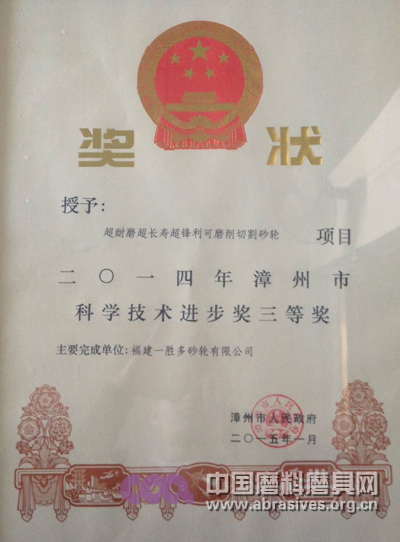 奖 状
授予：
超耐磨超长寿超锋利可磨削切割砂轮 项目
二〇一四年漳州市
科学技术进步奖三等奖
主要完成单位：福建一胜多砂轮有限公司
漳州市人民政府
二〇一五年一月
中国磨料磨具网
www.abrasives.org.cn